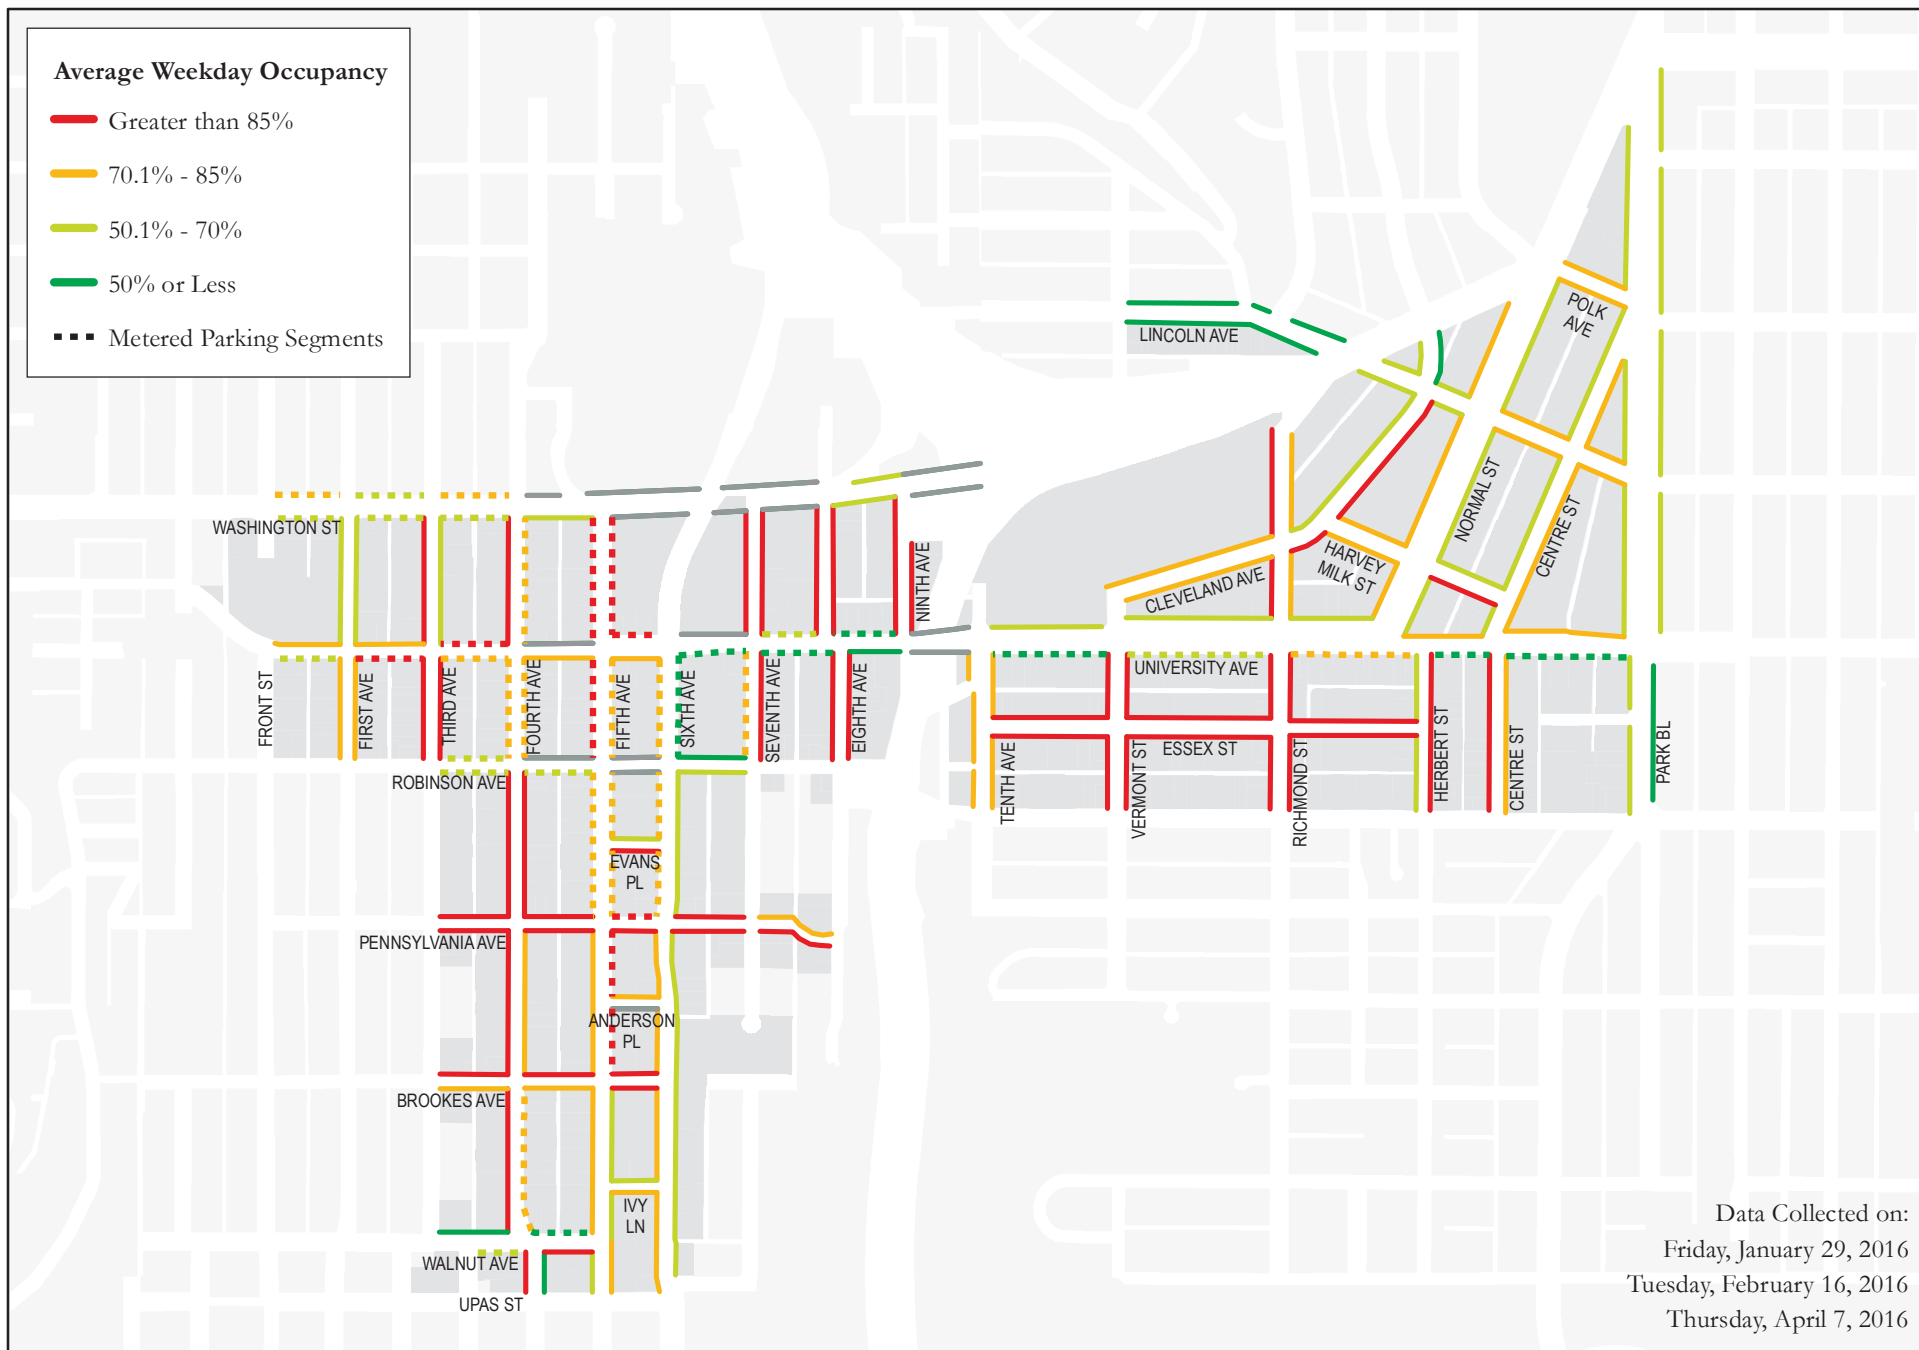 Average Weekday Occupancy
Greater than 85%
70.1% - 85%
50.1% - 70%
50% or Less
Metered Parking Segments
POLK
AVE
LINCOLN AVE
WASHINGTON ST
NORMAL ST
CENTRE ST
NINTH AVE
HARVEY
MILK ST
CLEVELAND AVE
FRONT ST
FIRST AVE
THIRD AVE
FOURTH AVE
FIFTH AVE
SIXTH AVE
SEVENTH AVE
EIGHTH AVE
UNIVERSITY AVE
ESSEX ST
TENTH AVE
VERMONT ST
RICHMOND ST
HERBERT ST
CENTRE ST
PARK BL
ROBINSON AVE
EVANS
PL
PENNSYLVANIA AVE
ANDERSON
PL
BROOKES AVE
IVY
LN
WALNUT AVE
UPAS ST
Data Collected on:
Friday, January 29, 2016
Tuesday, February 16, 2016
Thursday, April 7, 2016